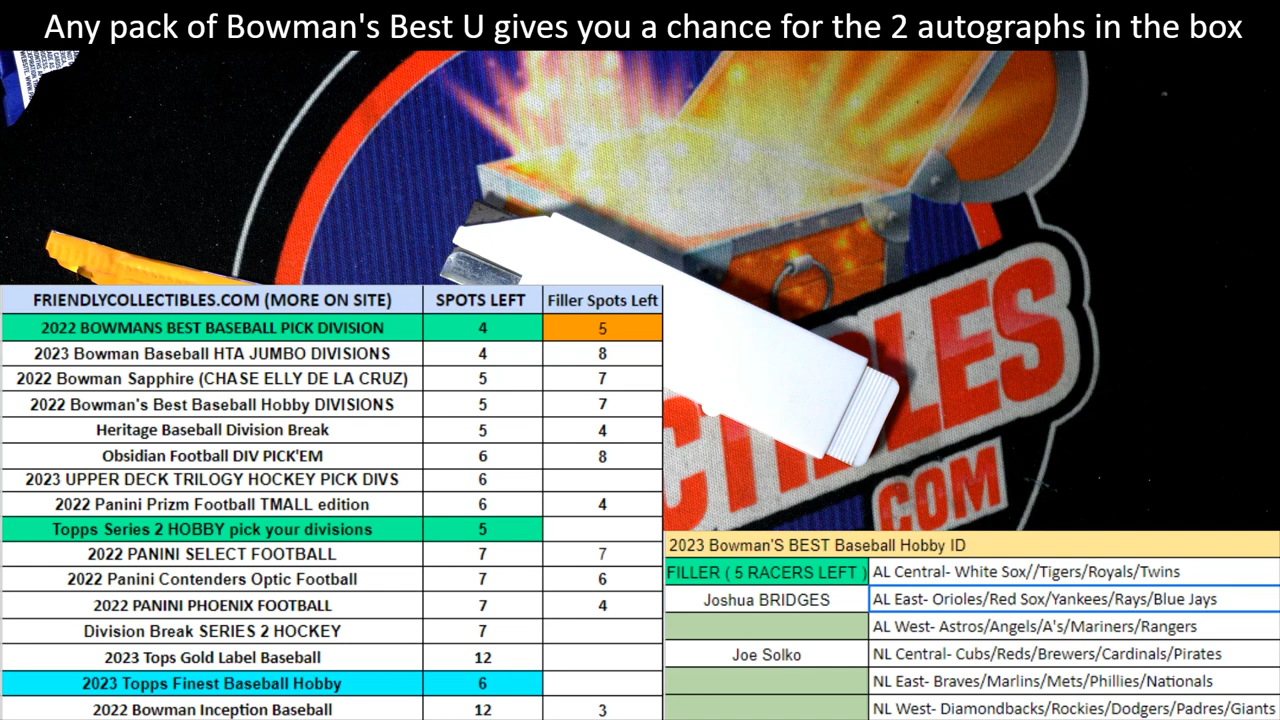 Any pack of Bowman's Best U gives you a chance for the 2 autographs in the box
CTIBLES
.COM
FRIENDLYCOLLECTIBLES.COM (MORE ON SITE) SPOTS LEFT Filler Spots Left
2022 BOWMANS BEST BASEBALL PICK DIVISION 4 5
2023 Bowman Baseball HTA JUMBO DIVISIONS 4 8
2022 Bowman Sapphire (CHASE ELLY DE LA CRUZ) 5 7
2022 Bowman's Best Baseball Hobby DIVISIONS 5 7
Heritage Baseball Division Break 5 4
Obsidian Football DIV PICK'EM 6 8
2023 UPPER DECK TRILOGY HOCKEY PICK DIVS 6
2022 Panini Prizm Football TMALL edition 6 4
Topps Series 2 HOBBY pick your divisions 5
2022 PANINI SELECT FOOTBALL 7 7
2022 Panini Contenders Optic Football 7 6
2022 PANINI PHOENIX FOOTBALL 7 4
Division Break SERIES 2 HOCKEY 7
2023 Tops Gold Label Baseball 12
2023 Topps Finest Baseball Hobby 6
2022 Bowman Inception Baseball 12 3
2023 Bowman'S BEST Baseball Hobby ID
FILLER ( 5 RACERS LEFT ) AL Central- White Sox//Tigers/Royals/Twins
Joshua BRIDGES AL East- Orioles/Red Sox/Yankees/Rays/Blue Jays
AL West- Astros/Angels/A's/Mariners/Rangers
Joe Solko NL Central- Cubs/Reds/Brewers/Cardinals/Pirates
NL East- Braves/Marlins/Mets/Phillies/Nationals
NL West- Diamondbacks/Rockies/Dodgers/Padres/Giants